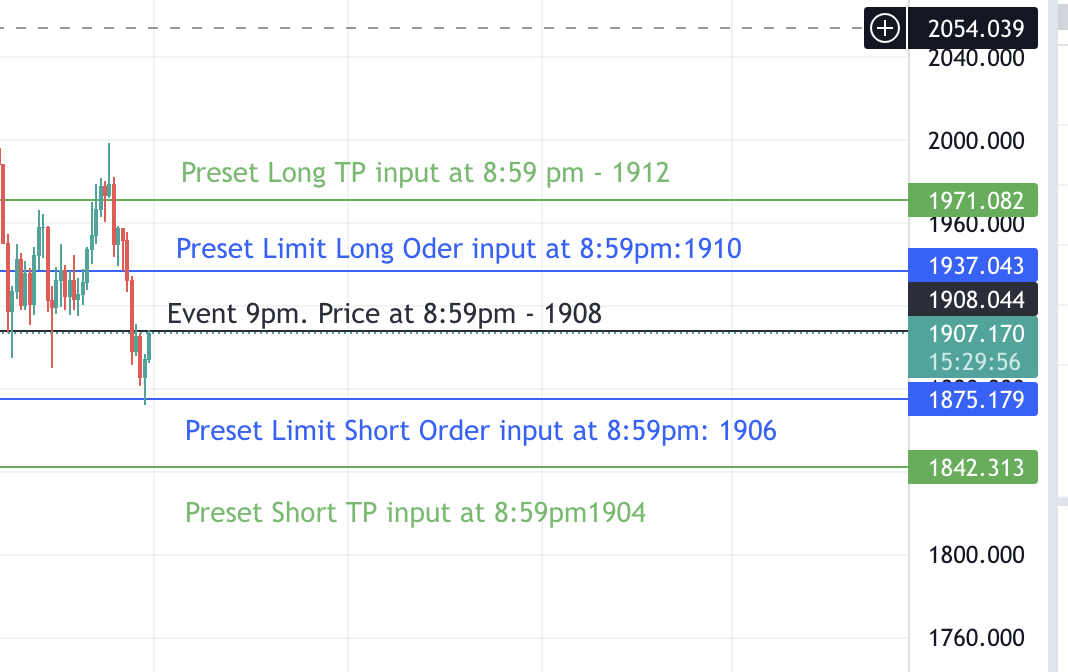 2054.039
2040.000
2000.000
Preset Long TP input at 8:59 pm - 1912
1971.082
1960.000
Preset Limit Long Oder input at 8:59pm:1910
1937.043
1908.044
Event 9pm. Price at 8:59pm - 1908
1907.170
15:29:56
1875.179
Preset Limit Short Order input at 8:59pm: 1906
1842.313
Preset Short TP input at 8:59pm1904
1800.000
1760.000